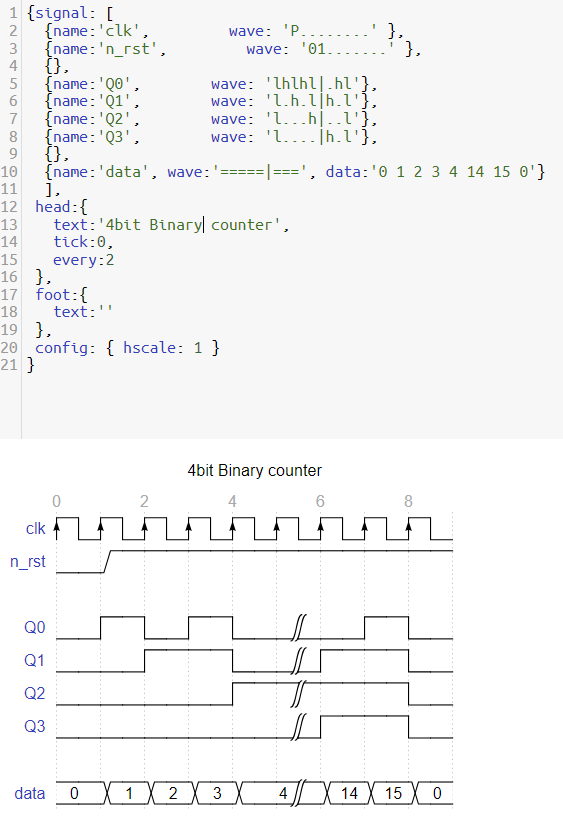 1 {signal: [
2   {name:'clk',         wave: 'P........' },
3   {name:'n_rst',         wave: '01.......' },
4   {},
5   {name:'Q0',        wave: 'lhlhl|.hl'},
6   {name:'Q1',        wave: 'l.h.l|h.l'},
7   {name:'Q2',        wave: 'l...h|..l'},
8   {name:'Q3',        wave: 'l....|h.l'},
9   {},
10   {name:'data', wave:'=====|===', data:'0 1 2 3 4 14 15 0'}
11   ],
12  head:{
13    text:'4bit Binary counter',
14    tick:0,
15    every:2
16  },
17  foot:{
18    text:''
19  },
20  config: { hscale: 1 }
21 }
4bit Binary counter
0 2 4 6 8
clk
n_rst
Q0
Q1
Q2
Q3
data 0 1 2 3 4 14 15 0